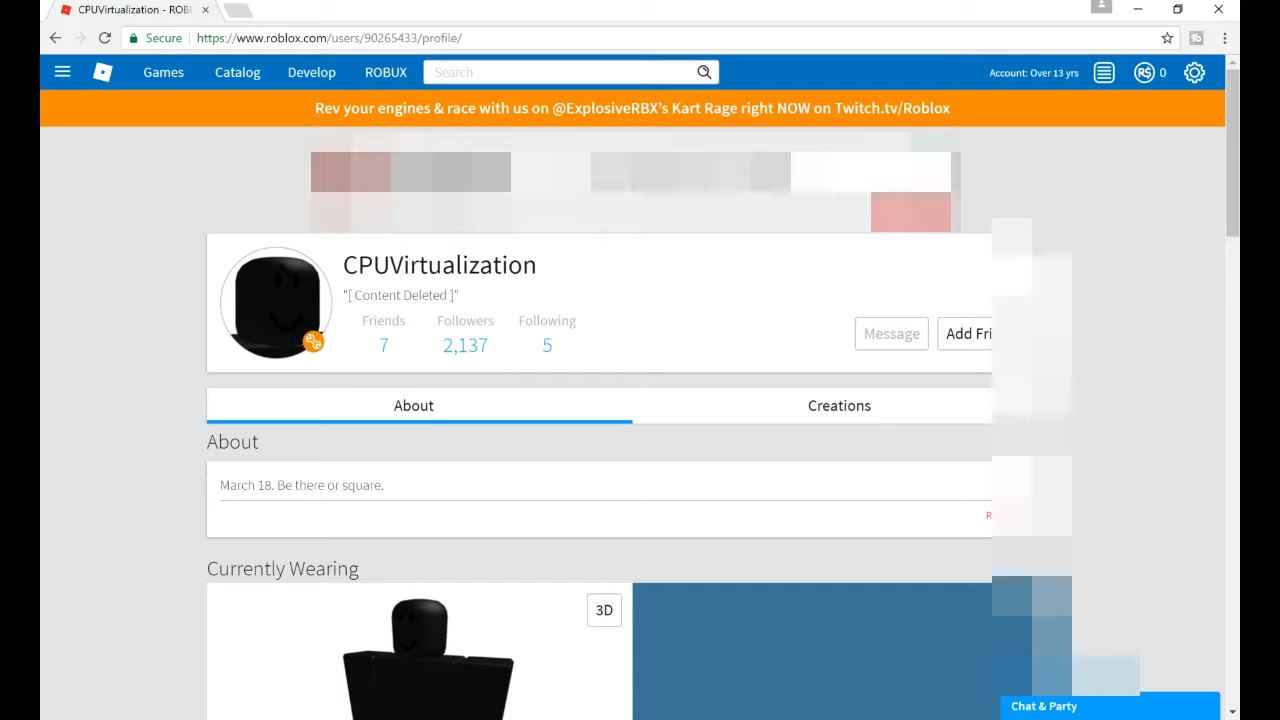 CPUVirtualization - ROBL
Secure https://www.roblox.com/users/90265433/profile/
Games Catalog Develop ROBUX Search Account: Over 13 yrs R$ 0
Rev your engines & race with us on @ExplosiveRBX's Kart Rage right NOW on Twitch.tv/Roblox
CPUVirtualization
"[ Content Deleted ]"
Friends Followers Following
7 2,137 5
Message Add Fri
About Creations
About
March 18. Be there or square.
R
Currently Wearing
3D
Chat & Party